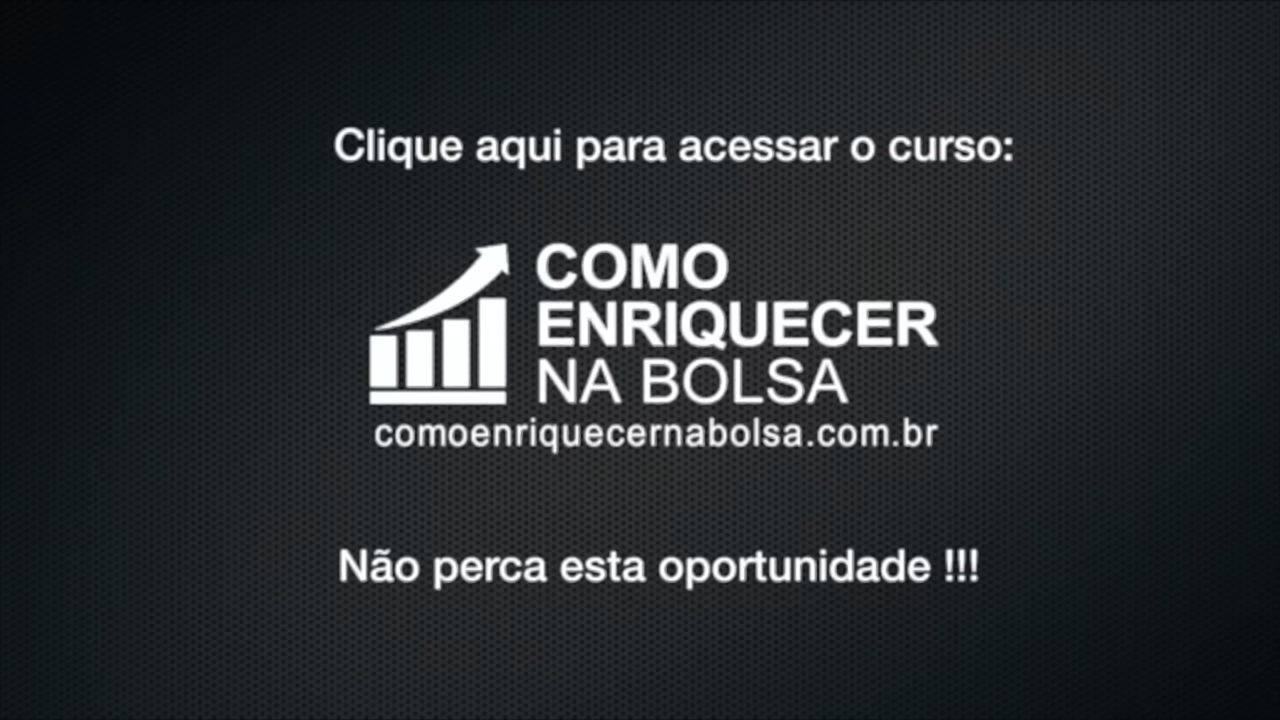 Clique aqui para acessar o curso:
COMO
ENRIQUECER
NA BOLSA
comoenriquecernabolsa.com.br
Não perca esta oportunidade !!!